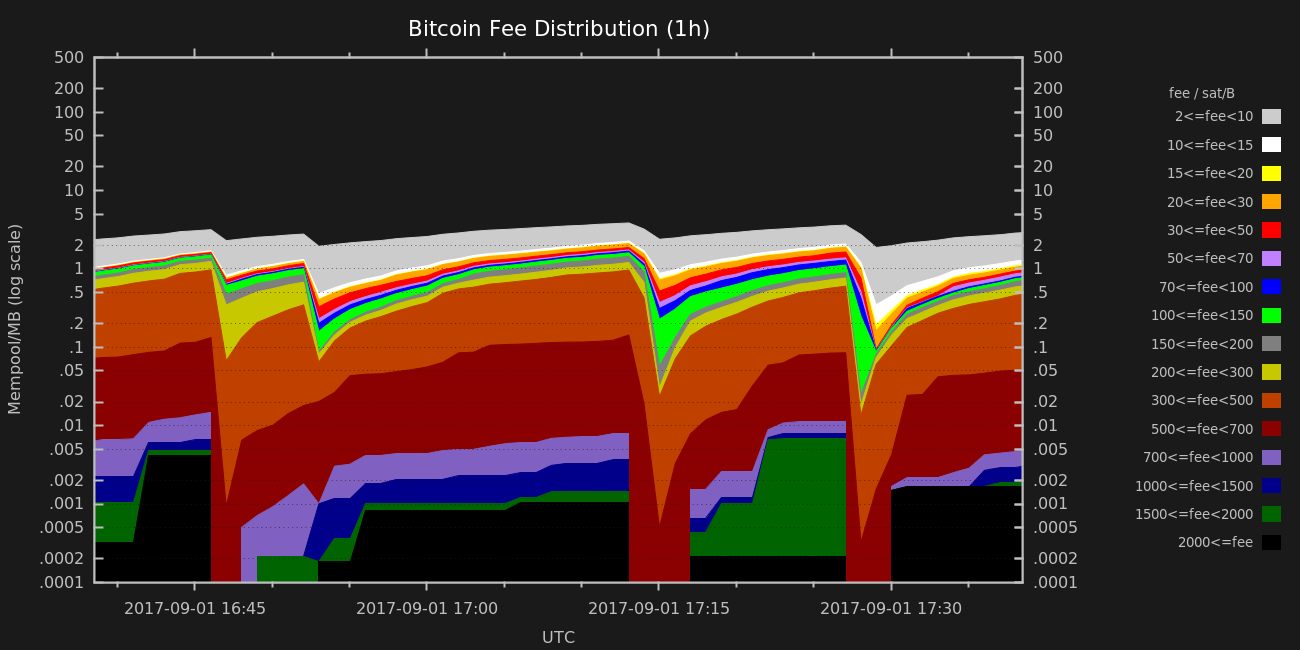 Bitcoin Fee Distribution (1h)
Mempool/MB (log scale)
500
200
100
50
20
10
5
2
1
.5
.2
.1
.05
.02
.01
.005
.002
.001
.0005
.0002
.0001
500
200
100
50
20
10
5
2
1
.5
.2
.1
.05
.02
.01
.005
.002
.001
.0005
.0002
.0001
2017-09-01 16:45
2017-09-01 17:00
2017-09-01 17:15
2017-09-01 17:30
UTC
fee / sat/B
2<=fee<10
10<=fee<15
15<=fee<20
20<=fee<30
30<=fee<50
50<=fee<70
70<=fee<100
100<=fee<150
150<=fee<200
200<=fee<300
300<=fee<500
500<=fee<700
700<=fee<1000
1000<=fee<1500
1500<=fee<2000
2000<=fee